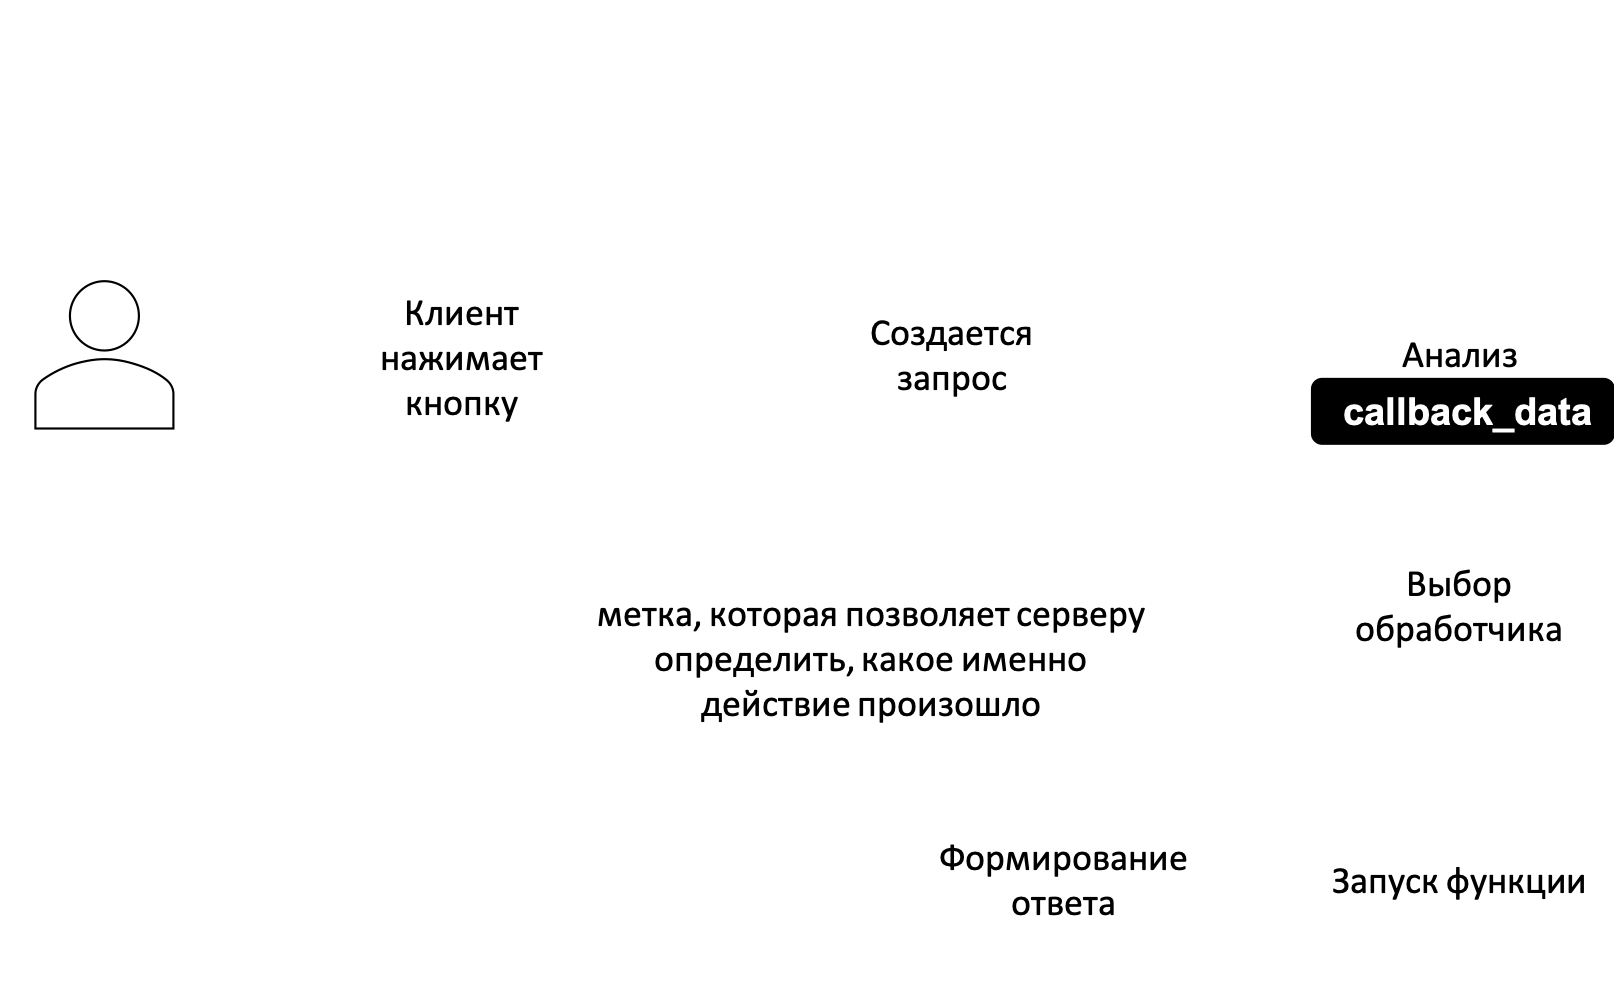 Клиент
нажимает
кнопку
Создается
запрос
Анализ
callback_data
метка, которая позволяет серверу
определить, какое именно
действие произошло
Выбор
обработчика
Формирование
ответа
Запуск функции